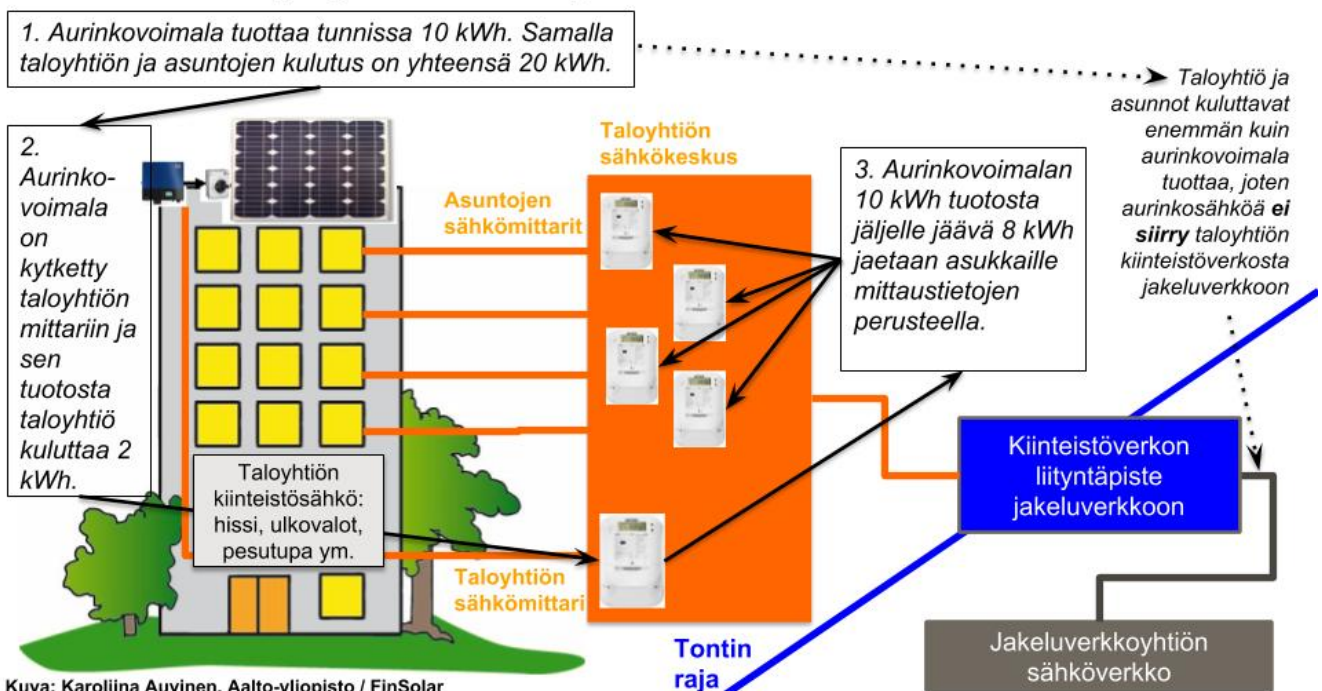 1. Aurinkovoimala tuottaa tunnissa 10 kWh. Samalla
taloyhtiön ja asuntojen kulutus on yhteensä 20 kWh.
2.
Aurinko-
voimala
on
kytketty
taloyhtiön
mittariin ja
sen
tuotosta
taloyhtiö
kuluttaa 2
kWh.
Asuntojen
sähkömittarit
Taloyhtiön
sähkökeskus
3. Aurinkovoimalan
10 kWh tuotosta
jäljelle jäävä 8 kWh
jaetaan asukkaille
mittaustietojen
perusteella.
Taloyhtiö ja
asunnot kuluttavat
enemmän kuin
aurinkovoimala
tuottaa, joten
aurinkosähköä ei
siirry taloyhtiön
kiinteistöverkosta
jakeluverkkoon
Taloyhtiön
kiinteistösähkö:
hissi, ulkovalot,
pesutupa ym.
Taloyhtiön
sähkömittari
Kiinteistöverkon
liityntäpiste
jakeluverkkoon
Tontin
raja
Jakeluverkkoyhtiön
sähköverkko
Kuva: Karoliina Auvinen, Aalto-yliopisto / FinSolar